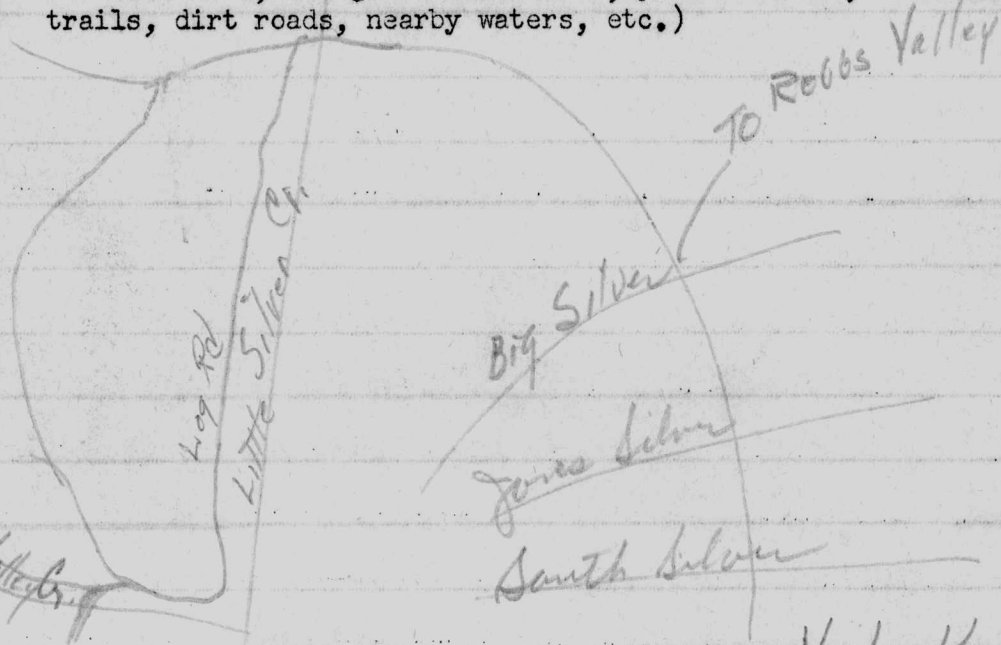 trails, dirt roads, nearby waters, etc.)
To Robbs Valley
Little Silver Cr.
Big Silver
Log Rd
Jones Silver
South Silver
Cr.